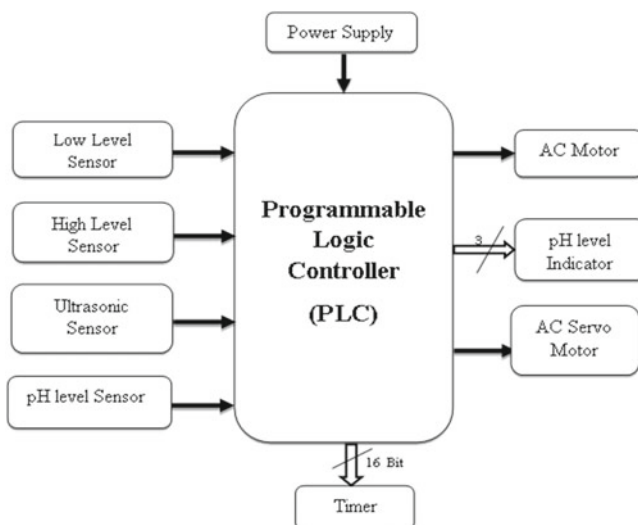 Power Supply
Low Level
Sensor
High Level
Sensor
Ultrasonic
Sensor
pH level Sensor
Programmable
Logic
Controller
(PLC)
AC Motor
3
pH level
Indicator
AC Servo
Motor
16 Bit
Timer